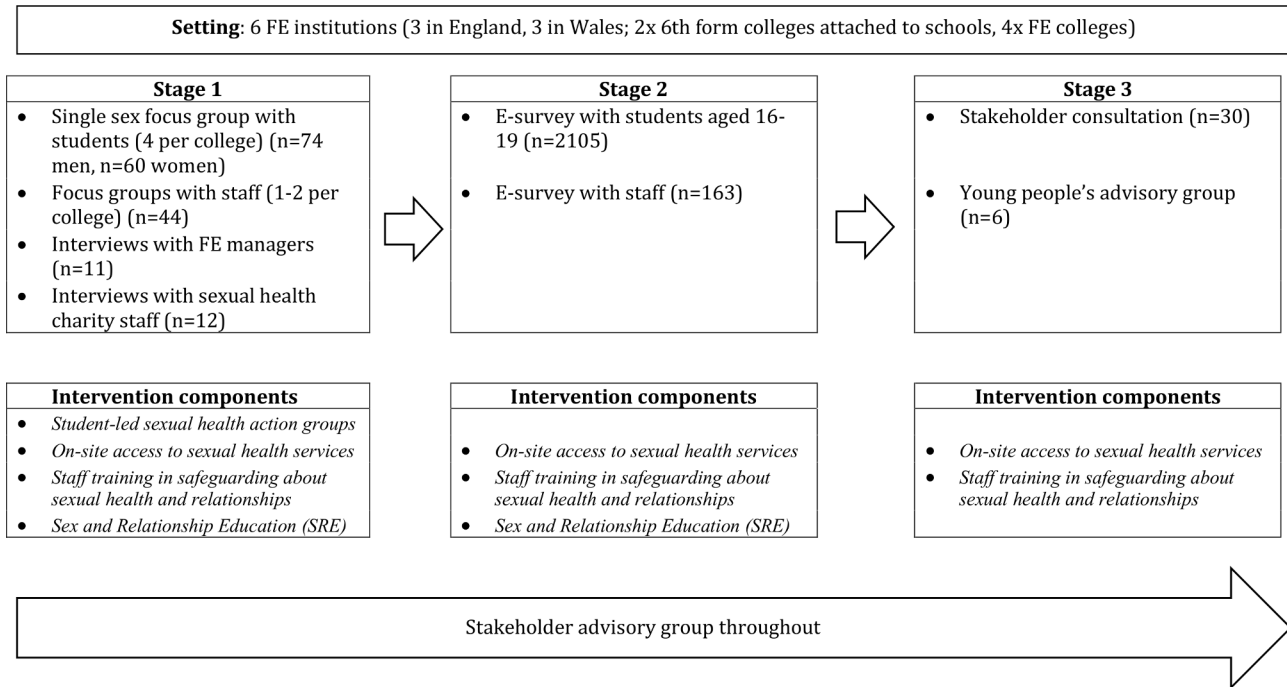 Setting: 6 FE institutions (3 in England, 3 in Wales; 2x 6th form colleges attached to schools, 4x FE colleges)
Stage 1
• Single sex focus group with
students (4 per college) (n=74
men, n=60 women)
• Focus groups with staff (1-2 per
college) (n=44)
• Interviews with FE managers
(n=11)
• Interviews with sexual health
charity staff (n=12)
Stage 2
• E-survey with students aged 16-
19 (n=2105)
• E-survey with staff (n=163)
Stage 3
• Stakeholder consultation (n=30)
• Young people’s advisory group
(n=6)
Intervention components
• Student-led sexual health action groups
• On-site access to sexual health services
• Staff training in safeguarding about
sexual health and relationships
• Sex and Relationship Education (SRE)
Intervention components
• On-site access to sexual health services
• Staff training in safeguarding about
sexual health and relationships
• Sex and Relationship Education (SRE)
Intervention components
• On-site access to sexual health services
• Staff training in safeguarding about
sexual health and relationships
Stakeholder advisory group throughout